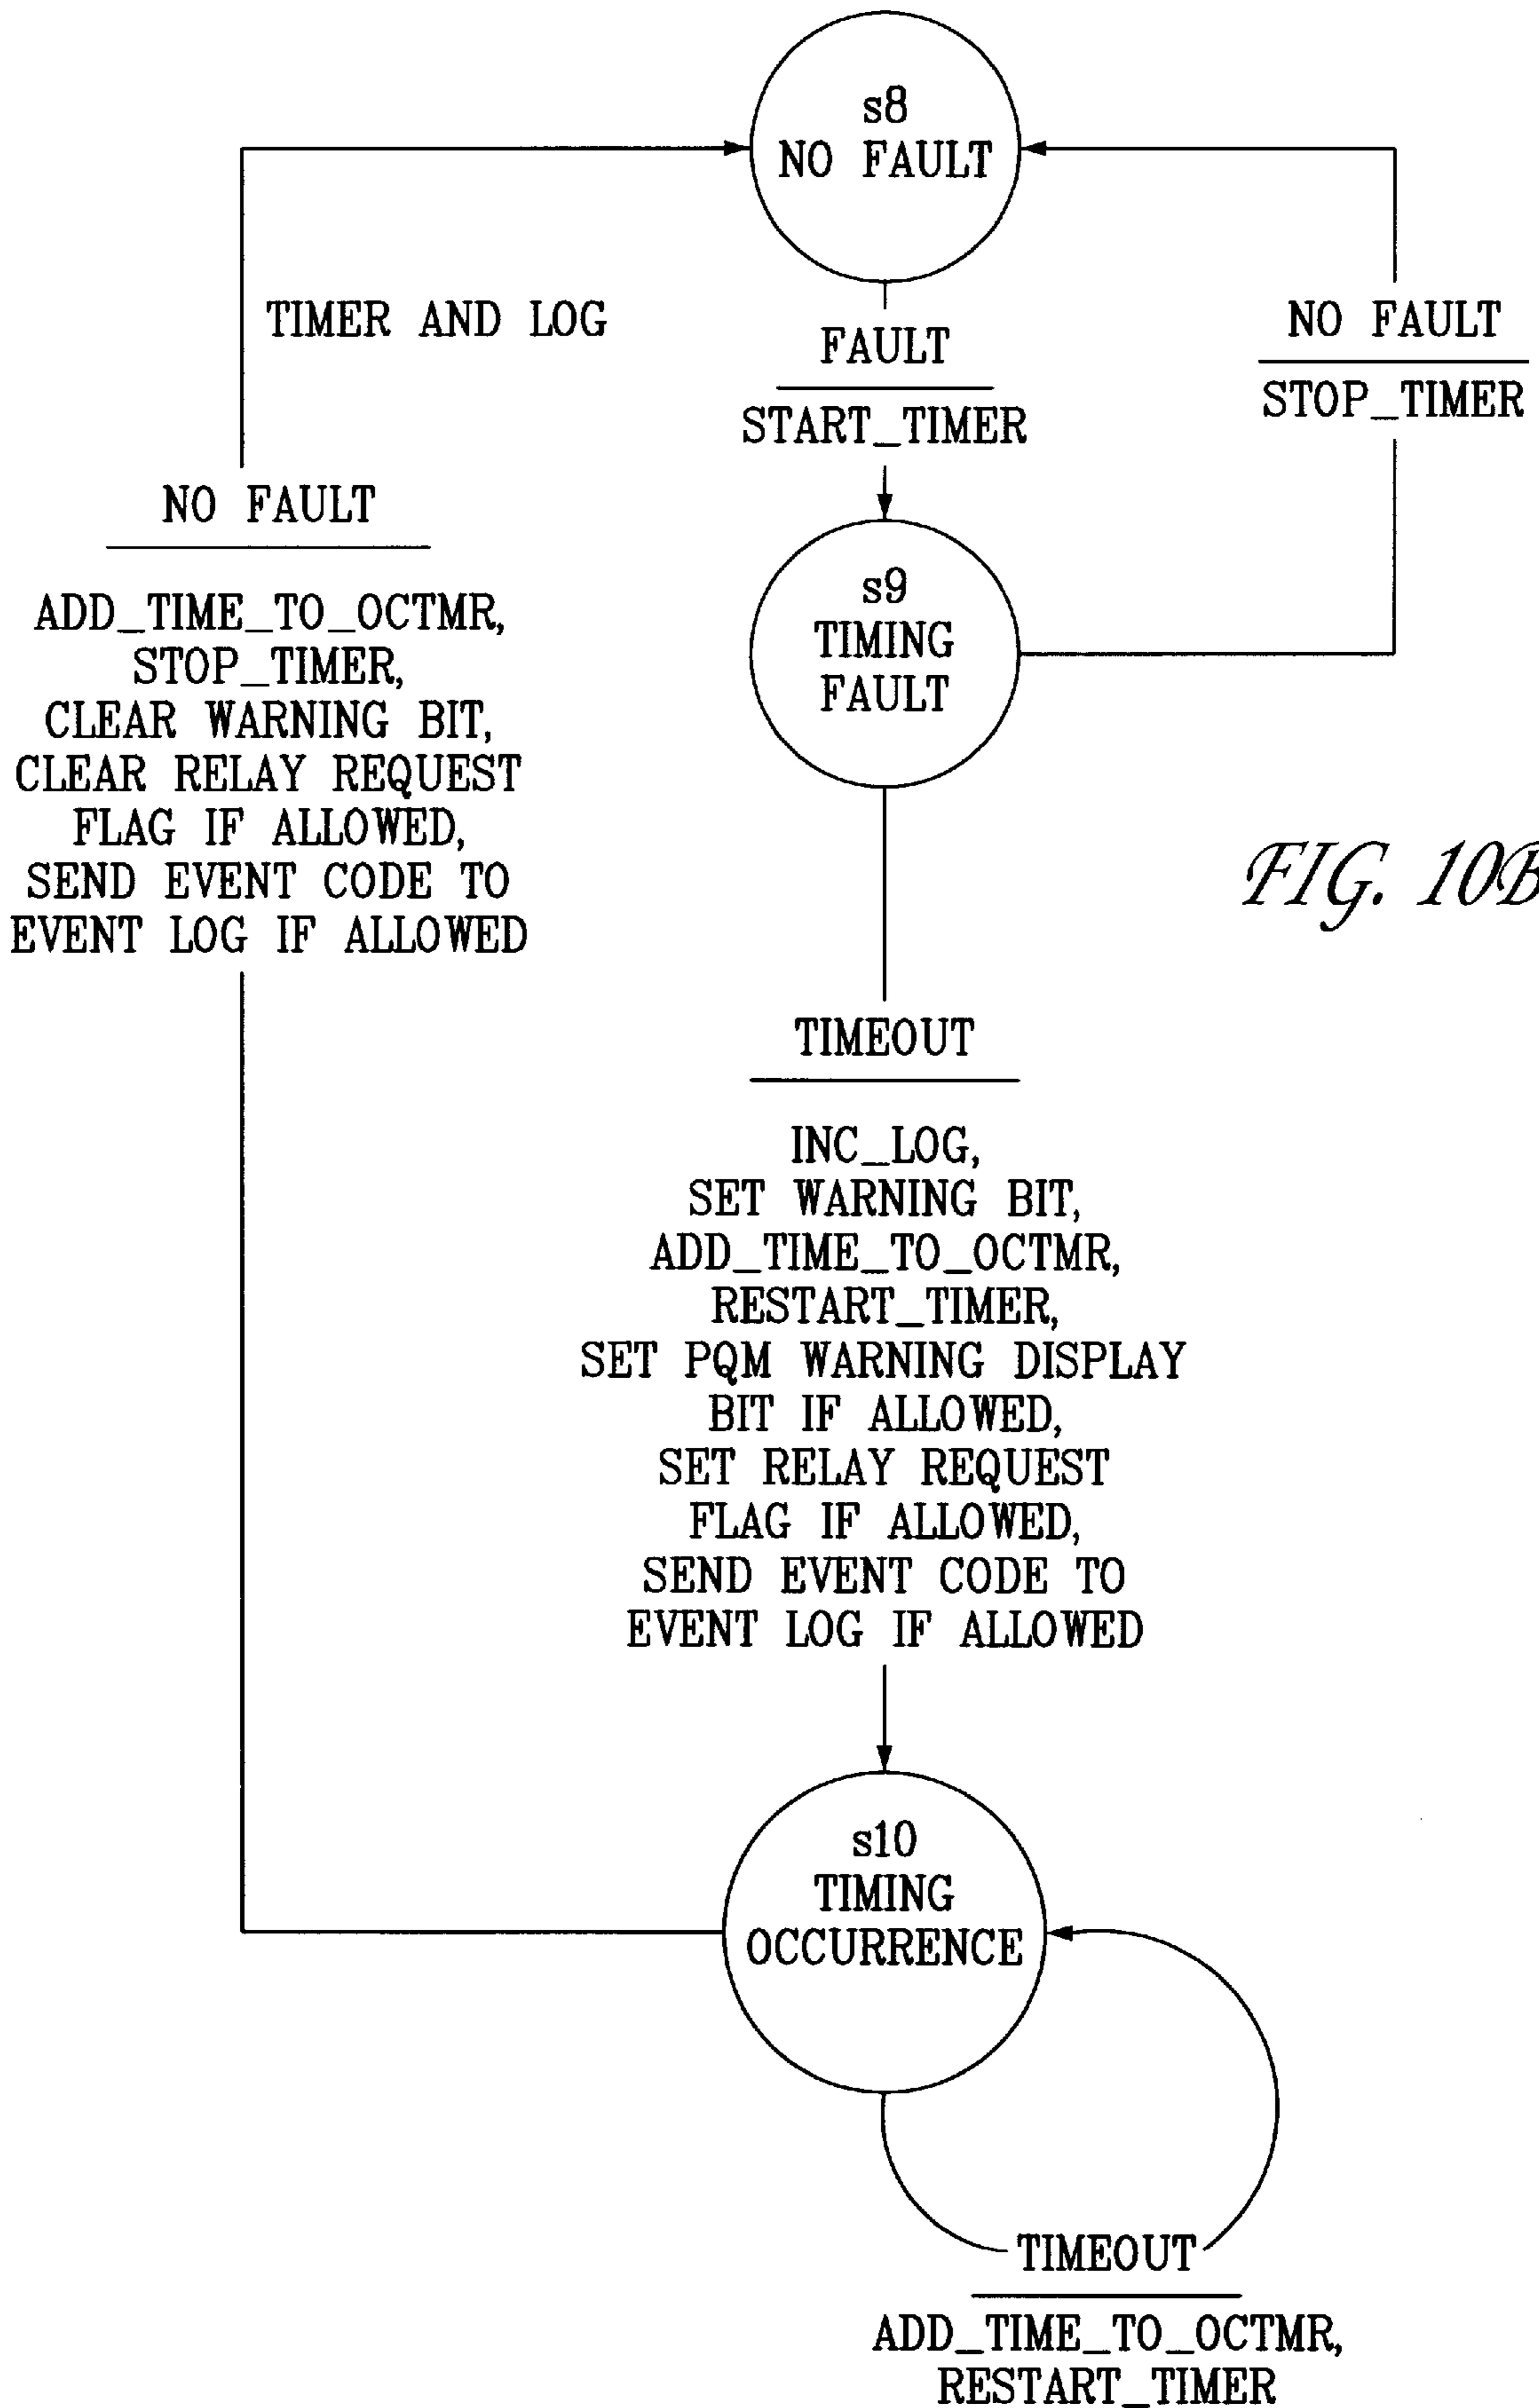 s8
NO FAULT
TIMER AND LOG
FAULT
START_TIMER
NO FAULT
STOP_TIMER
NO FAULT
ADD_TIME_TO_OCTMR,
STOP_TIMER,
CLEAR WARNING BIT,
CLEAR RELAY REQUEST
FLAG IF ALLOWED,
SEND EVENT CODE TO
EVENT LOG IF ALLOWED
s9
TIMING
FAULT
FIG. 10B
TIMEOUT
INC_LOG,
SET WARNING BIT,
ADD_TIME_TO_OCTMR,
RESTART_TIMER,
SET PQM WARNING DISPLAY
BIT IF ALLOWED,
SET RELAY REQUEST
FLAG IF ALLOWED,
SEND EVENT CODE TO
EVENT LOG IF ALLOWED
s10
TIMING
OCCURRENCE
TIMEOUT
ADD_TIME_TO_OCTMR,
RESTART_TIMER